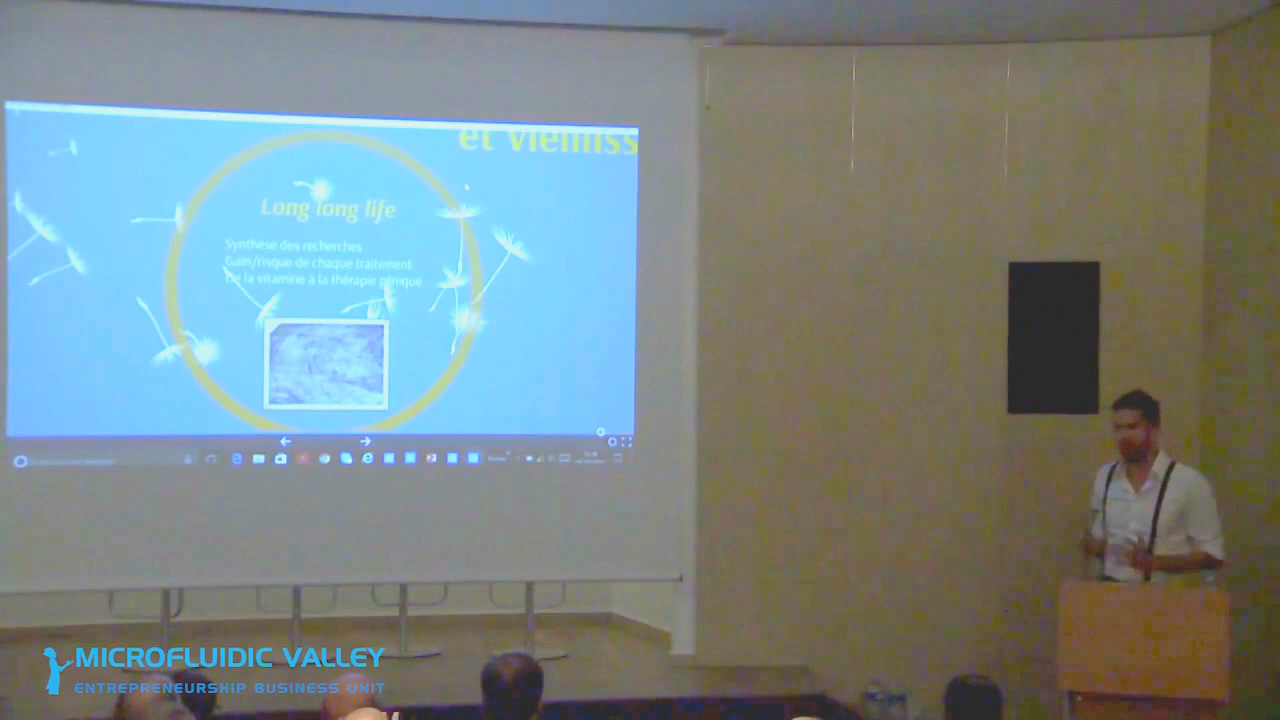 et vieilliss
Long long life
Synthèse des recherches
Gain/risque de chaque traitement
De la vitamine à la thérapie génique
MICROFLUIDIC VALLEY
ENTREPRENEURSHIP BUSINESS UNIT